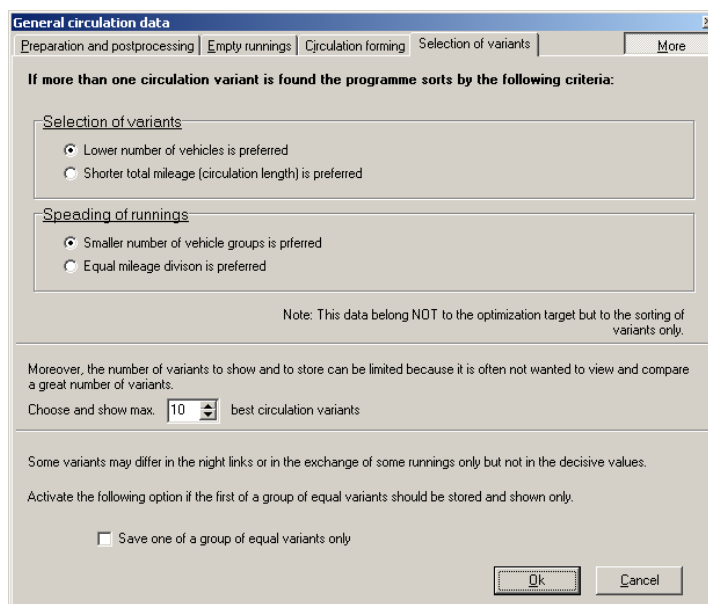 General circulation data
Preparation and postprocessing
Empty runnings
Circulation forming
Selection of variants
More
If more than one circulation variant is found the programme sorts by the following criteria:
Selection of variants
Lower number of vehicles is preferred
Shorter total mileage (circulation length) is preferred
Speading of runnings
Smaller number of vehicle groups is prferred
Equal mileage divison is preferred
Note: This data belong NOT to the optimization target but to the sorting of
variants only.
Moreover, the number of variants to show and to store can be limited because it is often not wanted to view and compare
a great number of variants.
Choose and show max. 10 best circulation variants
Some variants may differ in the night links or in the exchange of some runnings only but not in the decisive values.
Activate the following option if the first of a group of equal variants should be stored and shown only.
Save one of a group of equal variants only
Ok
Cancel